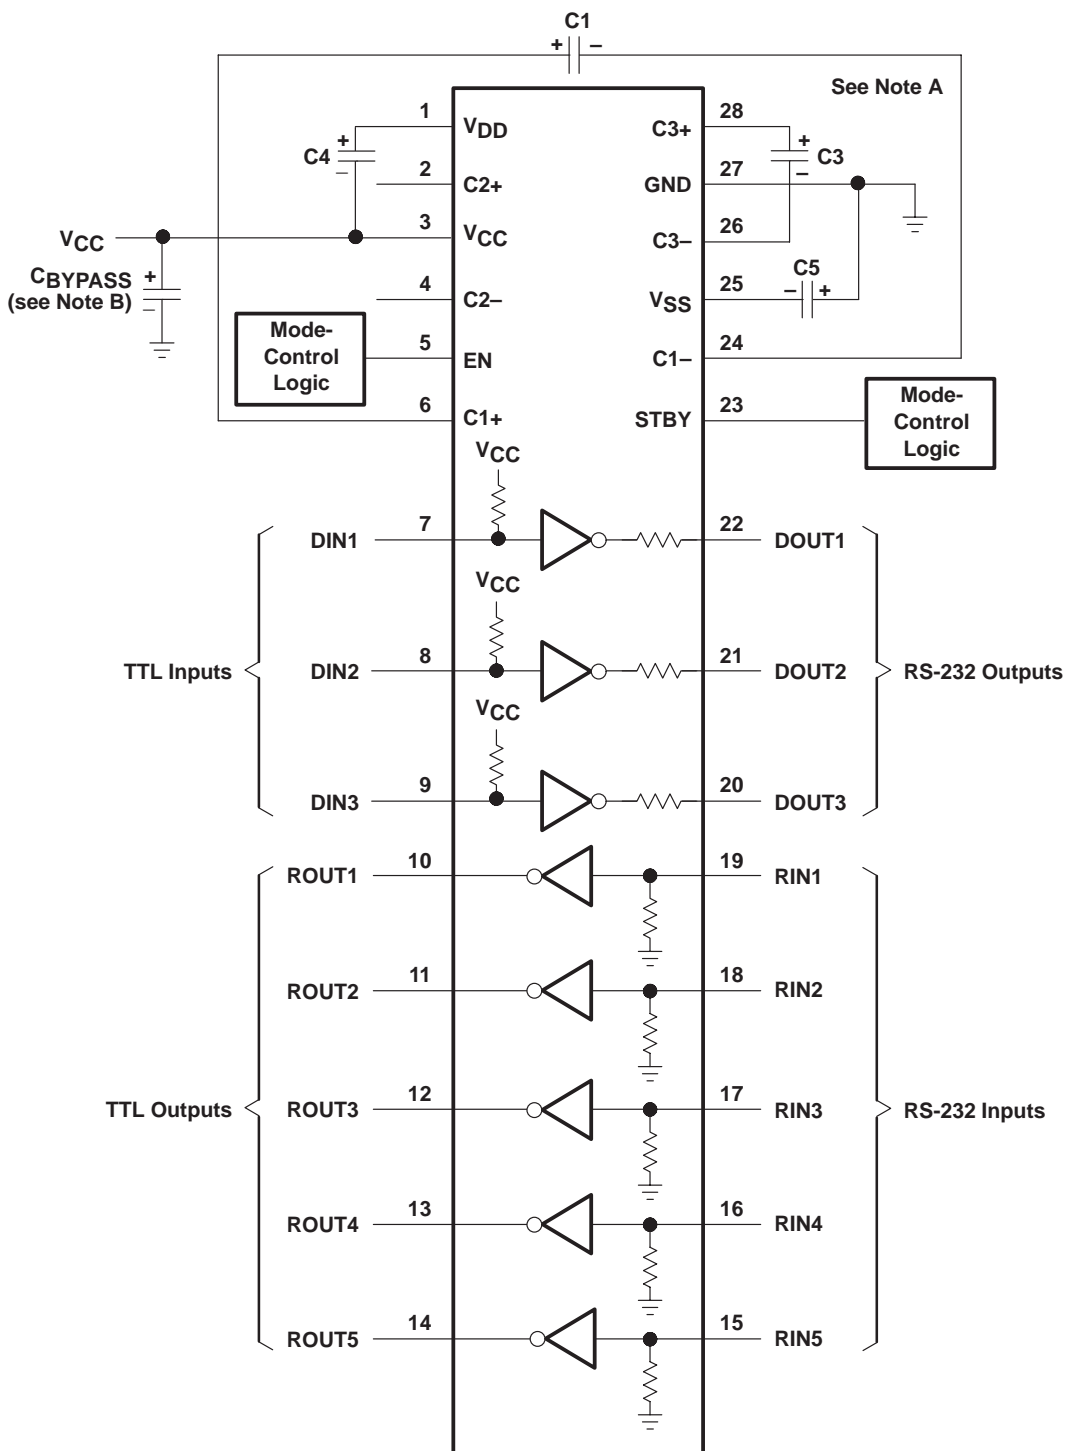 C1
+ –
See Note A
1 VDD C3+ 28
C4 + –
+ – C3
2 C2+ GND 27
VCC 3 VCC C3– 26
CBYPASS + –
(see Note B)
C5
4 C2– VSS 25 – +
Mode-
Control
Logic
5 EN C1– 24
6 C1+ STBY 23
Mode-
Control
Logic
VCC
DIN1 7 22 DOUT1
VCC
TTL Inputs DIN2 8 21 DOUT2 RS-232 Outputs
VCC
DIN3 9 20 DOUT3
ROUT1 10 19 RIN1
ROUT2 11 18 RIN2
TTL Outputs ROUT3 12 17 RIN3 RS-232 Inputs
ROUT4 13 16 RIN4
ROUT5 14 15 RIN5